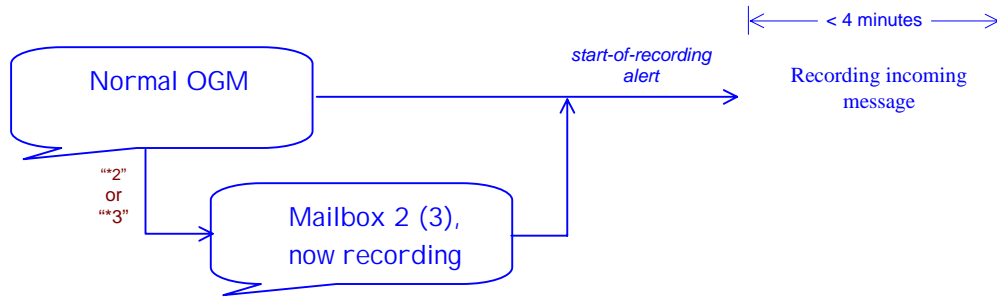 < 4 minutes
start-of-recording
alert
Normal OGM
Recording incoming
message
“*2”
or
“*3”
Mailbox 2 (3),
now recording